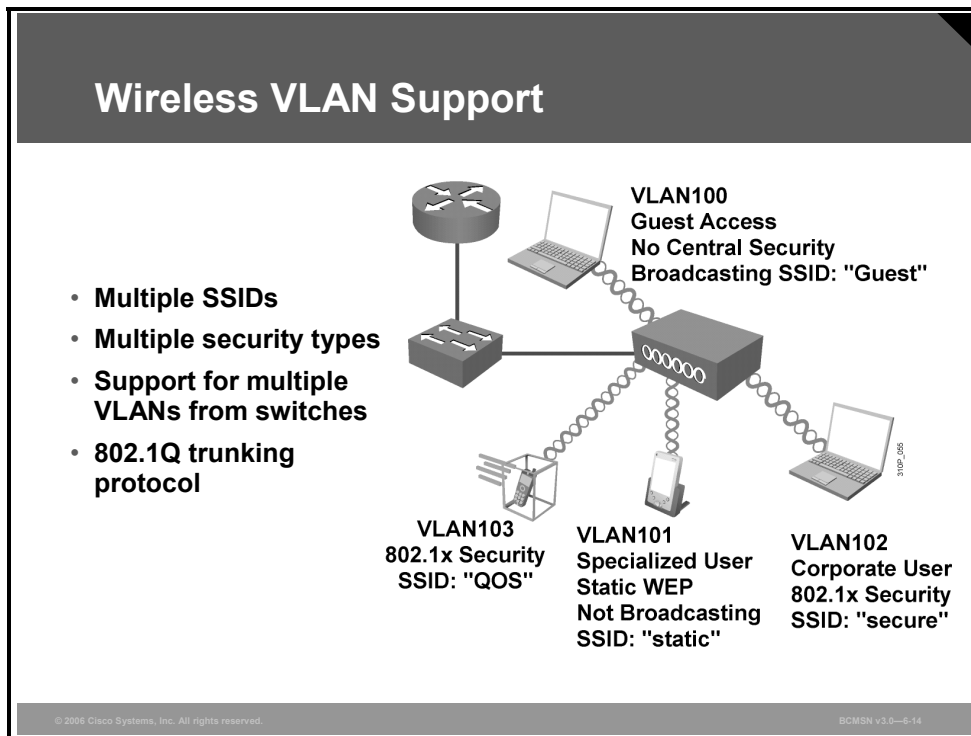 Wireless VLAN Support
• Multiple SSIDs
• Multiple security types
• Support for multiple
VLANs from switches
• 802.1Q trunking
protocol
VLAN100
Guest Access
No Central Security
Broadcasting SSID: "Guest"
310P_055
VLAN103
802.1x Security
SSID: "QOS"
VLAN101
Specialized User
Static WEP
Not Broadcasting
SSID: "static"
VLAN102
Corporate User
802.1x Security
SSID: "secure"
© 2006 Cisco Systems, Inc. All rights reserved.
BCMSN v3.0—6-14